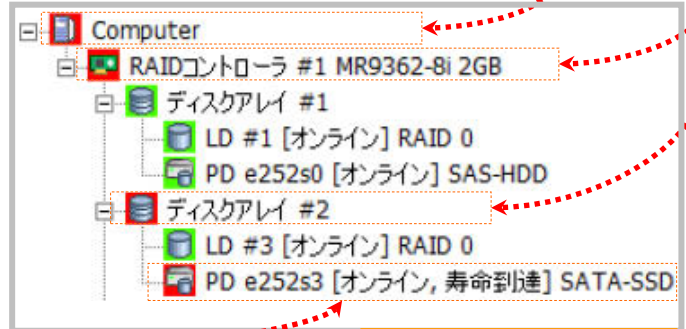 Computer
RAIDコントローラ #1 MR9362-8i 2GB
ディスクアレイ #1
LD #1 [オンライン] RAID 0
PD e252s0 [オンライン] SAS-HDD
ディスクアレイ #2
LD #3 [オンライン] RAID 0
PD e252s3 [オンライン, 寿命到達] SATA-SSD